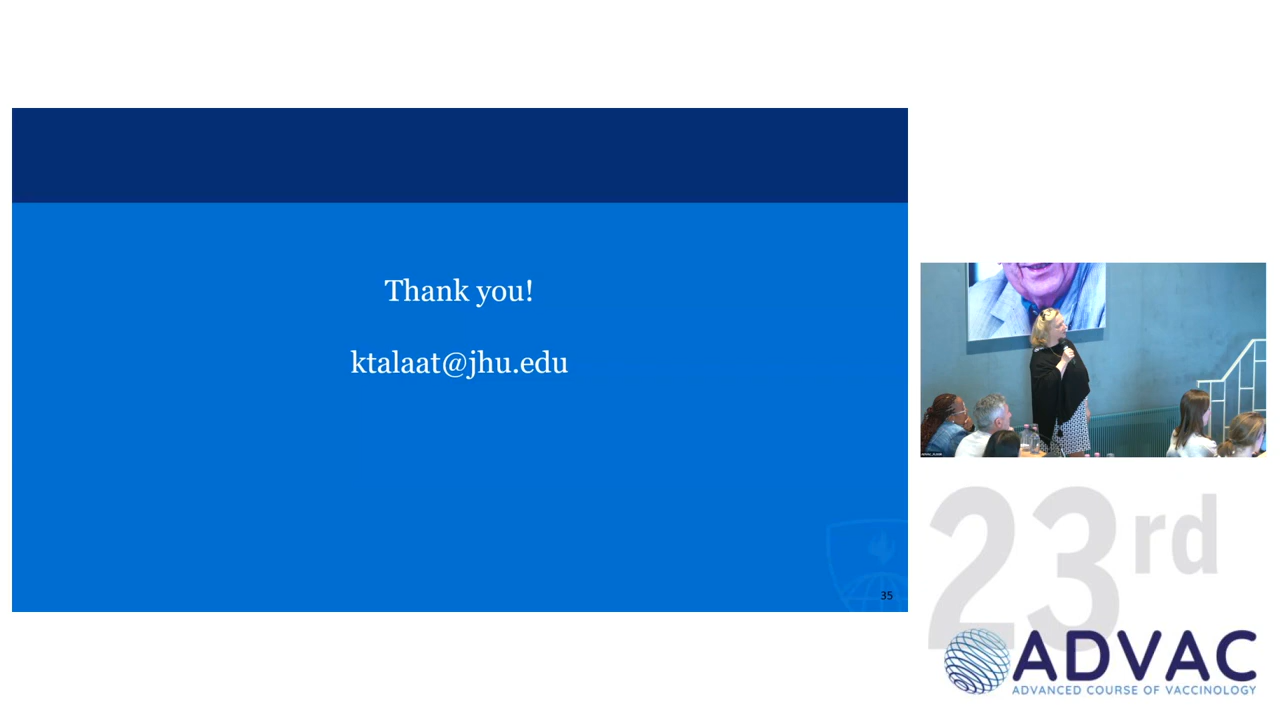 Thank you!
ktalaat@jhu.edu
35
23rd
ADVAC
ADVANCED COURSE OF VACCINOLOGY